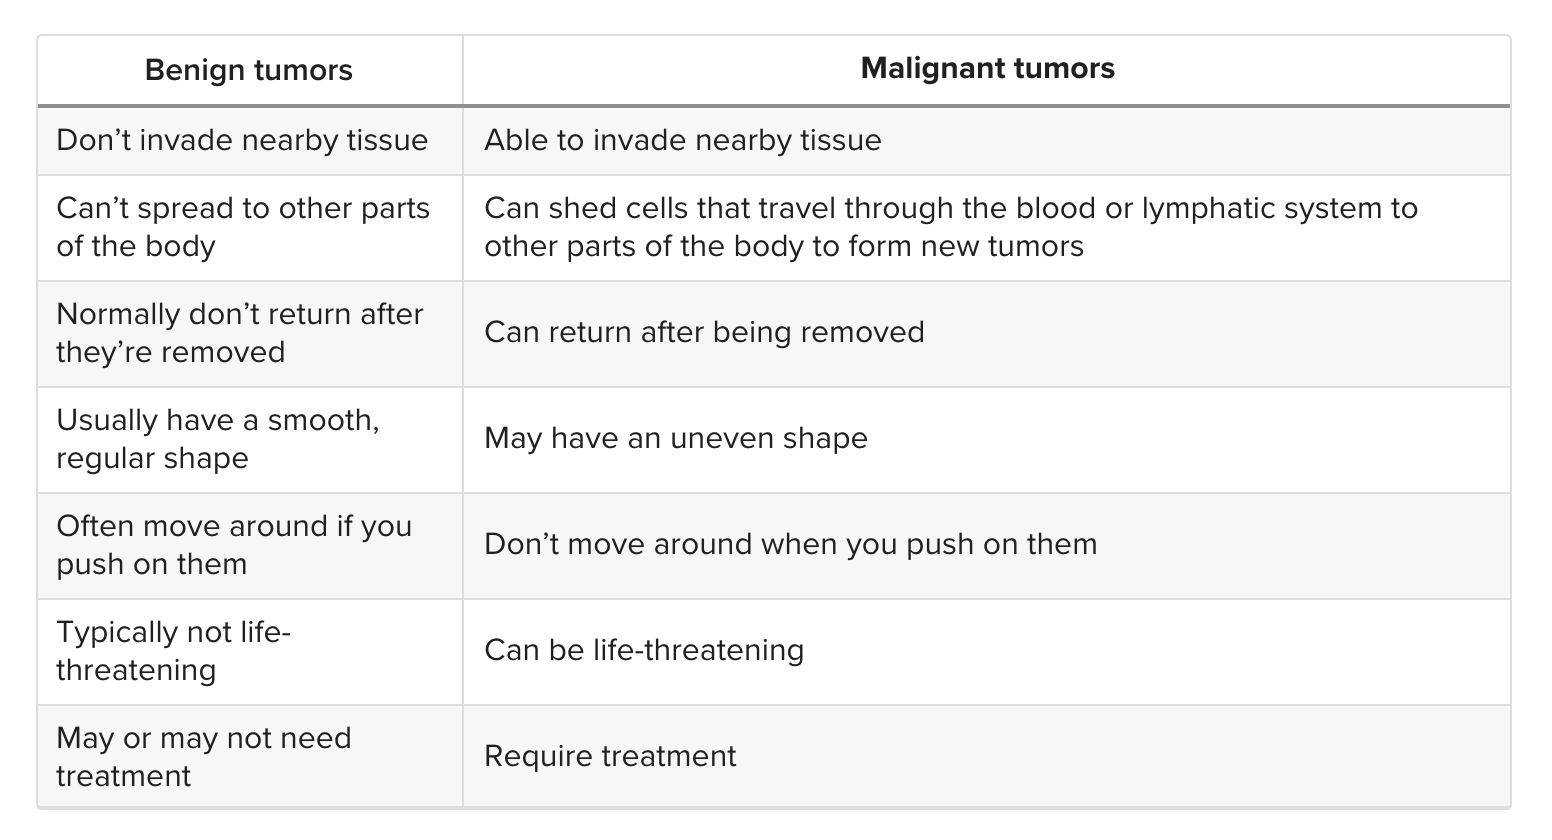 Benign tumors
Malignant tumors
Don’t invade nearby tissue
Able to invade nearby tissue
Can’t spread to other parts
of the body
Can shed cells that travel through the blood or lymphatic system to
other parts of the body to form new tumors
Normally don’t return after
they’re removed
Can return after being removed
Usually have a smooth,
regular shape
May have an uneven shape
Often move around if you
push on them
Don’t move around when you push on them
Typically not life-
threatening
Can be life-threatening
May or may not need
treatment
Require treatment